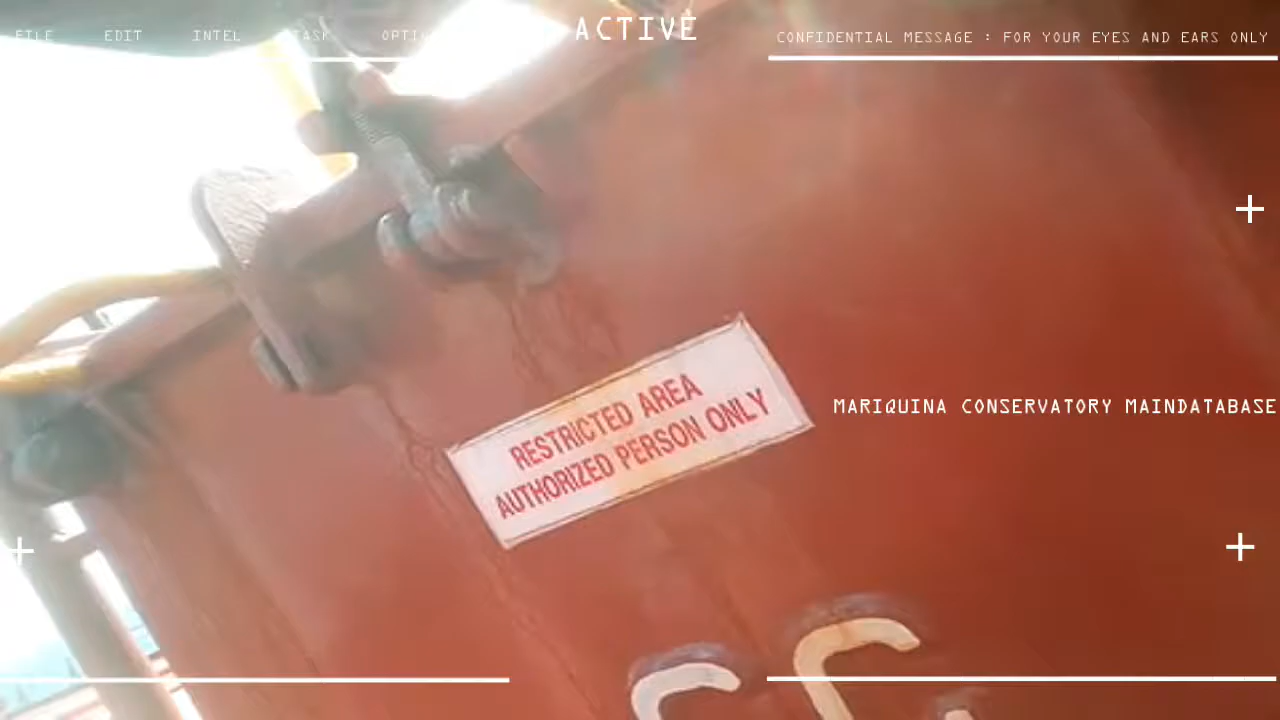 FILE EDIT INTEL TASK
ACTIVE
CONFIDENTIAL MESSAGE : FOR YOUR EYES AND EARS ONLY
MARIQUINA CONSERVATORY MAINDATABASE
RESTRICTED AREA
AUTHORIZED PERSON ONLY